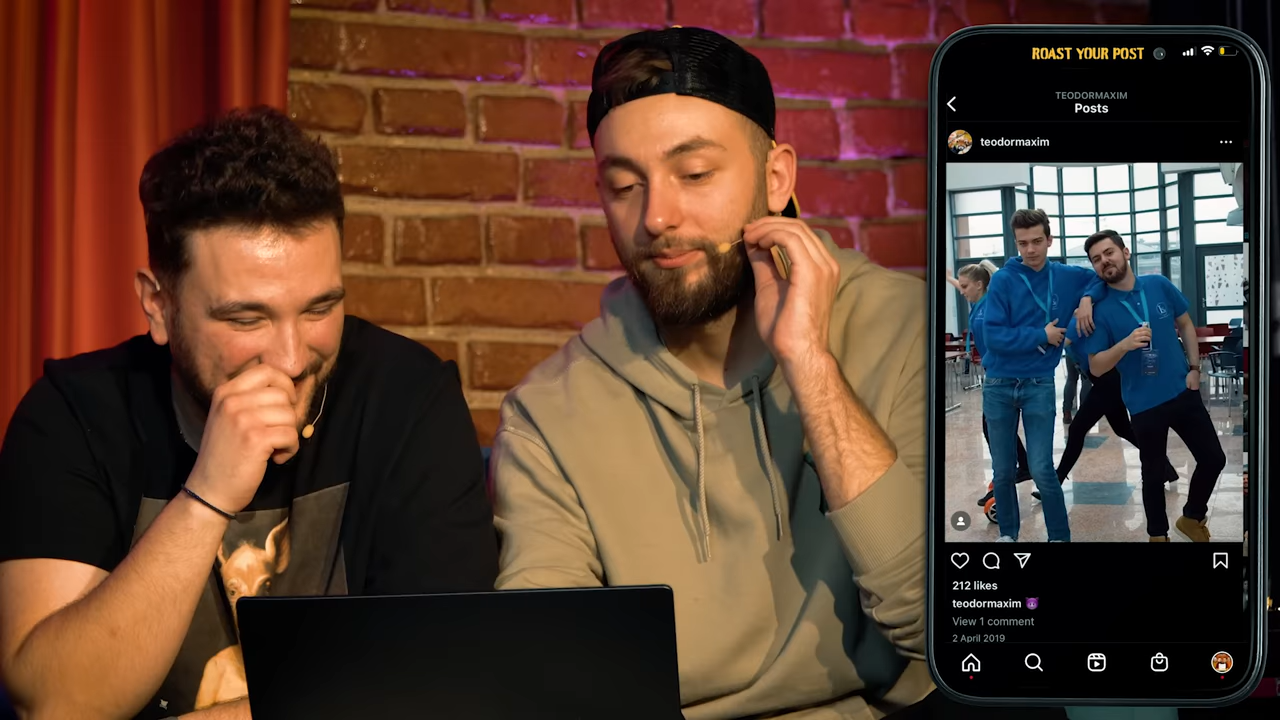 ROAST YOUR POST
TEODORMAXIM
Posts
teodormaxim
212 likes
teodormaxim 😈
View 1 comment
2 April 2019